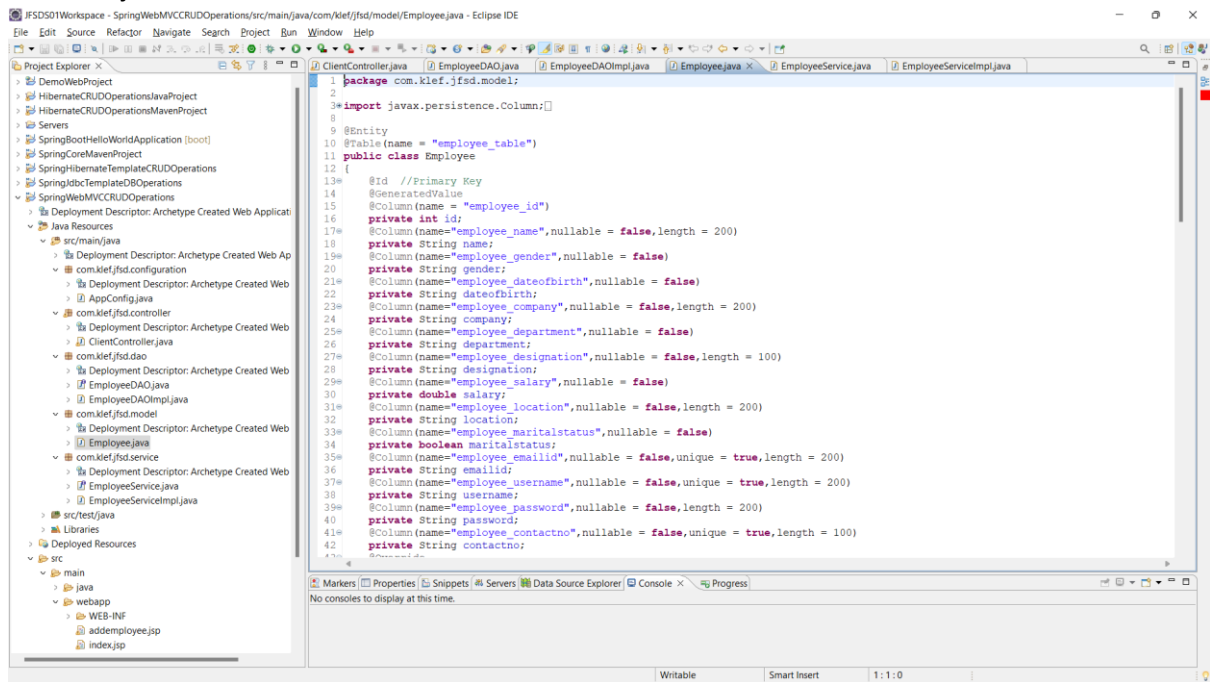 JFSDS01Workspace - SpringWebMVCCRUDOperations/src/main/java/com/klef/jfsd/model/Employee.java - Eclipse IDE
File Edit Source Refactor Navigate Search Project Run Window Help
Project Explorer
DemoWebProject
HibernateCRUDOperationsJavaProject
HibernateCRUDOperationsMavenProject
Servers
SpringBootHelloWorldApplication [boot]
SpringCoreMavenProject
SpringHibernateTemplateCRUDOperations
SpringJdbcTemplateDBOperations
SpringWebMVCCRUDOperations
Deployment Descriptor: Archetype Created Web Applicati
Java Resources
src/main/java
Deployment Descriptor: Archetype Created Web Ap
com.klef.jfsd.configuration
Deployment Descriptor: Archetype Created Web
AppConfig.java
com.klef.jfsd.controller
Deployment Descriptor: Archetype Created Web
ClientController.java
com.klef.jfsd.dao
Deployment Descriptor: Archetype Created Web
EmployeeDAO.java
EmployeeDAOImpl.java
com.klef.jfsd.model
Deployment Descriptor: Archetype Created Web
Employee.java
com.klef.jfsd.service
Deployment Descriptor: Archetype Created Web
EmployeeService.java
EmployeeServiceImpl.java
src/test/java
Libraries
Deployed Resources
src
main
java
webapp
WEB-INF
addemployee.jsp
index.jsp
ClientController.java EmployeeDAO.java EmployeeDAOImpl.java Employee.java EmployeeService.java EmployeeServiceImpl.java
1 package com.klef.jfsd.model;
2
3 import javax.persistence.Column;
8
9 @Entity
10 @Table(name = "employee_table")
11 public class Employee
12 {
13 @Id //Primary Key
14 @GeneratedValue
15 @Column(name = "employee_id")
16 private int id;
17 @Column(name="employee_name",nullable = false,length = 200)
18 private String name;
19 @Column(name="employee_gender",nullable = false)
20 private String gender;
21 @Column(name="employee_dateofbirth",nullable = false)
22 private String dateofbirth;
23 @Column(name="employee_company",nullable = false,length = 200)
24 private String company;
25 @Column(name="employee_department",nullable = false)
26 private String department;
27 @Column(name="employee_designation",nullable = false,length = 100)
28 private String designation;
29 @Column(name="employee_salary",nullable = false)
30 private double salary;
31 @Column(name="employee_location",nullable = false,length = 200)
32 private String location;
33 @Column(name="employee_maritalstatus",nullable = false)
34 private boolean maritalstatus;
35 @Column(name="employee_emailid",nullable = false,unique = true,length = 200)
36 private String emailid;
37 @Column(name="employee_username",nullable = false,unique = true,length = 200)
38 private String username;
39 @Column(name="employee_password",nullable = false,length = 200)
40 private String password;
41 @Column(name="employee_contactno",nullable = false,unique = true,length = 100)
42 private String contactno;
Markers Properties Snippets Servers Data Source Explorer Console Progress
No consoles to display at this time.
Writable Smart Insert 1:1:0